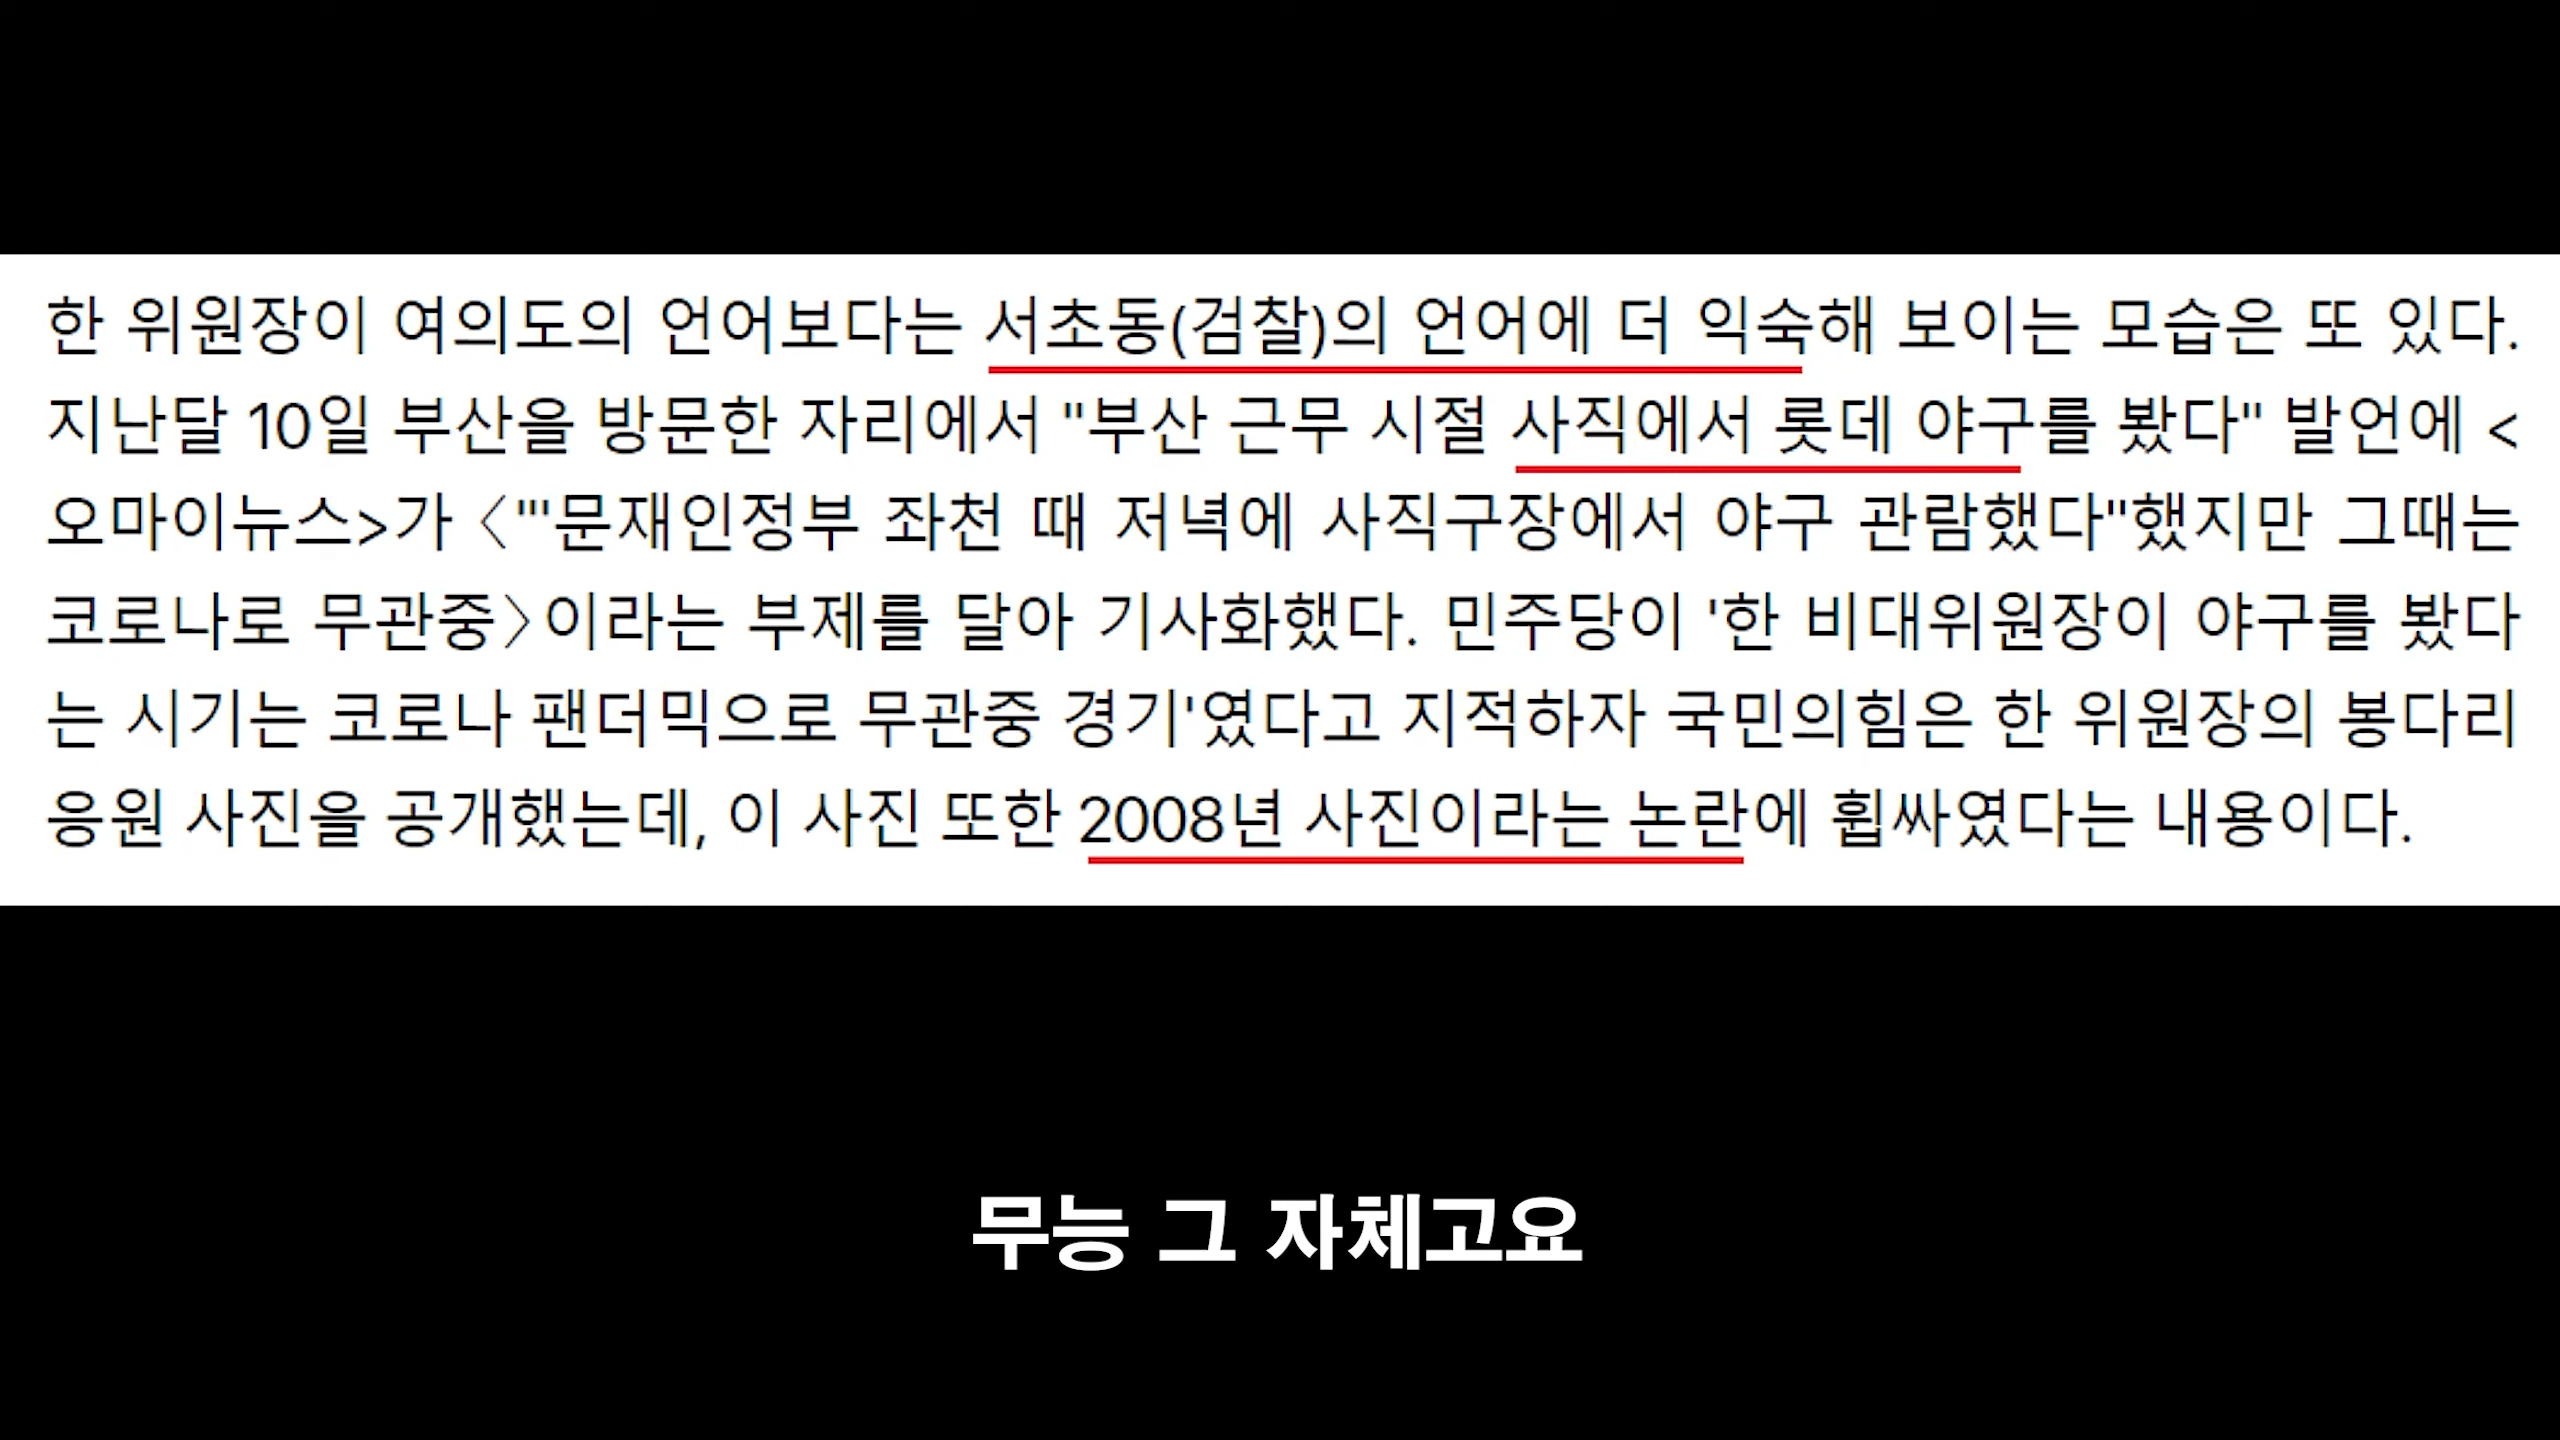 한 위원장이 여의도의 언어보다는 서초동(검찰)의 언어에 더 익숙해 보이는 모습은 또 있다.
지난달 10일 부산을 방문한 자리에서 "부산 근무 시절 사직에서 롯데 야구를 봤다" 발언에 <
오마이뉴스>가 〈"'문재인정부 좌천 때 저녁에 사직구장에서 야구 관람했다"했지만 그때는
코로나로 무관중〉이라는 부제를 달아 기사화했다. 민주당이 '한 비대위원장이 야구를 봤다
는 시기는 코로나 팬더믹으로 무관중 경기'였다고 지적하자 국민의힘은 한 위원장의 봉다리
응원 사진을 공개했는데, 이 사진 또한 2008년 사진이라는 논란에 휩싸였다는 내용이다.
무능 그 자체고요